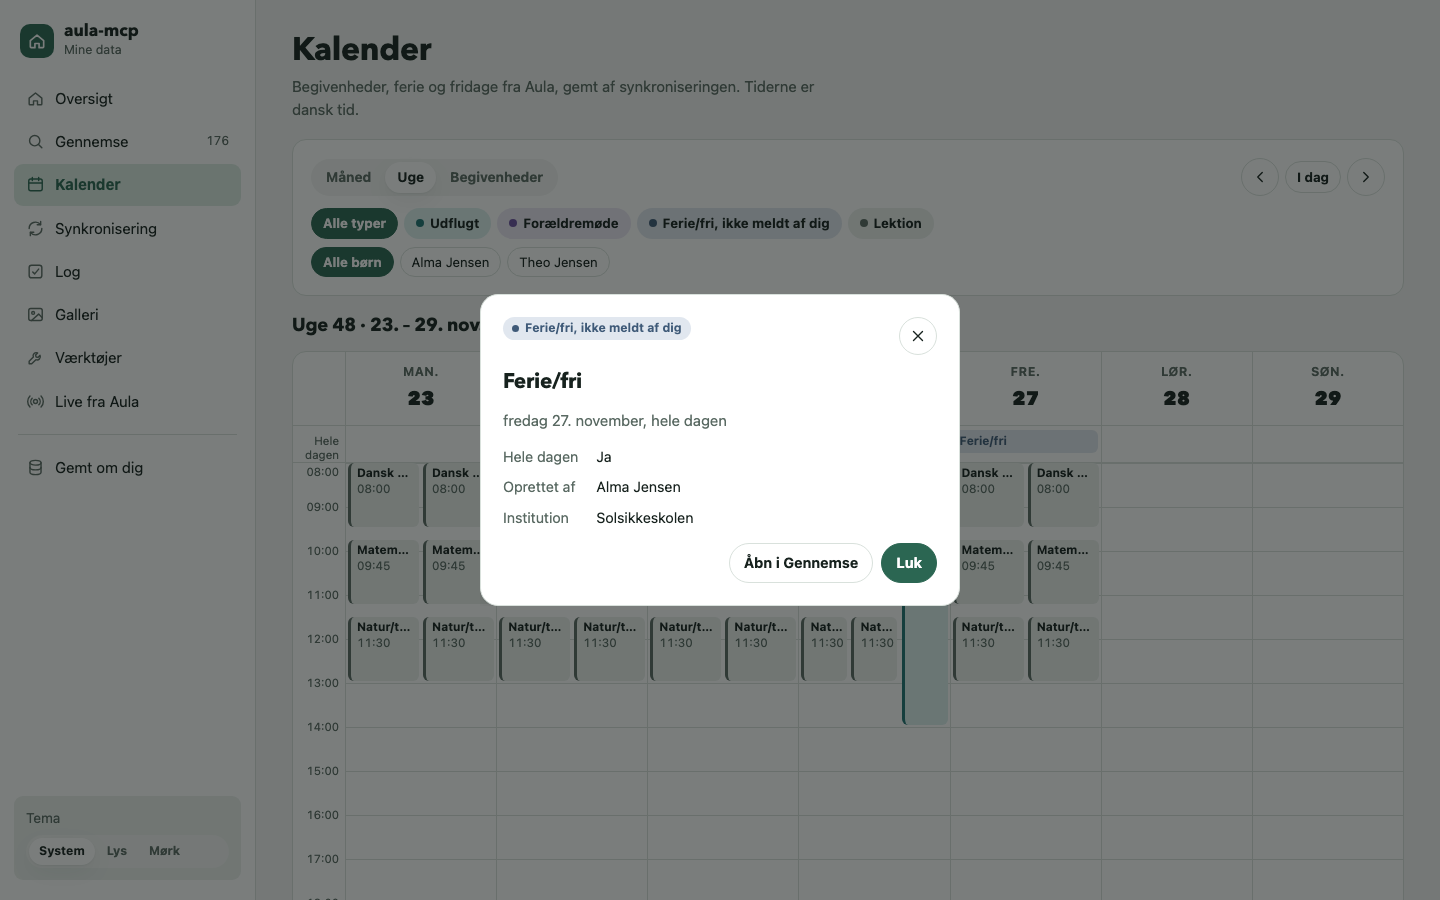 aula-mcp
Mine data
Oversigt
Gennemse 176
Kalender
Synkronisering
Log
Galleri
Værktøjer
Live fra Aula
Gemt om dig
Tema
System Lys Mørk
Kalender
Begivenheder, ferie og fridage fra Aula, gemt af synkroniseringen. Tiderne er
dansk tid.
Måned Uge Begivenheder
I dag
Alle typer Udflugt Forældremøde Ferie/fri, ikke meldt af dig Lektion
Alle børn Alma Jensen Theo Jensen
Uge 48 · 23. - 29. nov
MAN. FRE. LØR. SØN.
23 27 28 29
Hele
dagen
Ferie/fri
08:00
Dansk ... Dansk ... Dansk ... Dansk ...
08:00 08:00 08:00 08:00
09:00
10:00
Matem... Matem... Matem... Matem...
09:45 09:45 09:45 09:45
11:00
12:00
Natur/t... Natur/t... Natur/t... Natur/t... Natur/t... Natur/t... Nat... Nat... Natur/t... Natur/t...
11:30 11:30 11:30 11:30 11:30 11:30 11:30 11:30 11:30 11:30
13:00
14:00
15:00
16:00
17:00
Ferie/fri, ikke meldt af dig
Ferie/fri
fredag 27. november, hele dagen
Hele dagen Ja
Oprettet af Alma Jensen
Institution Solsikkeskolen
Åbn i Gennemse Luk